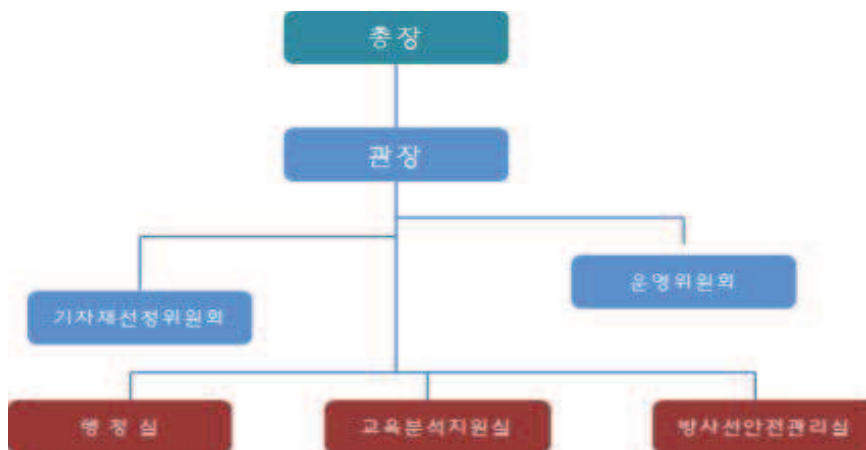 총장
관장
기자재선정위원회
운영위원회
행 정 실
교육분석지원실
방사선안전관리실